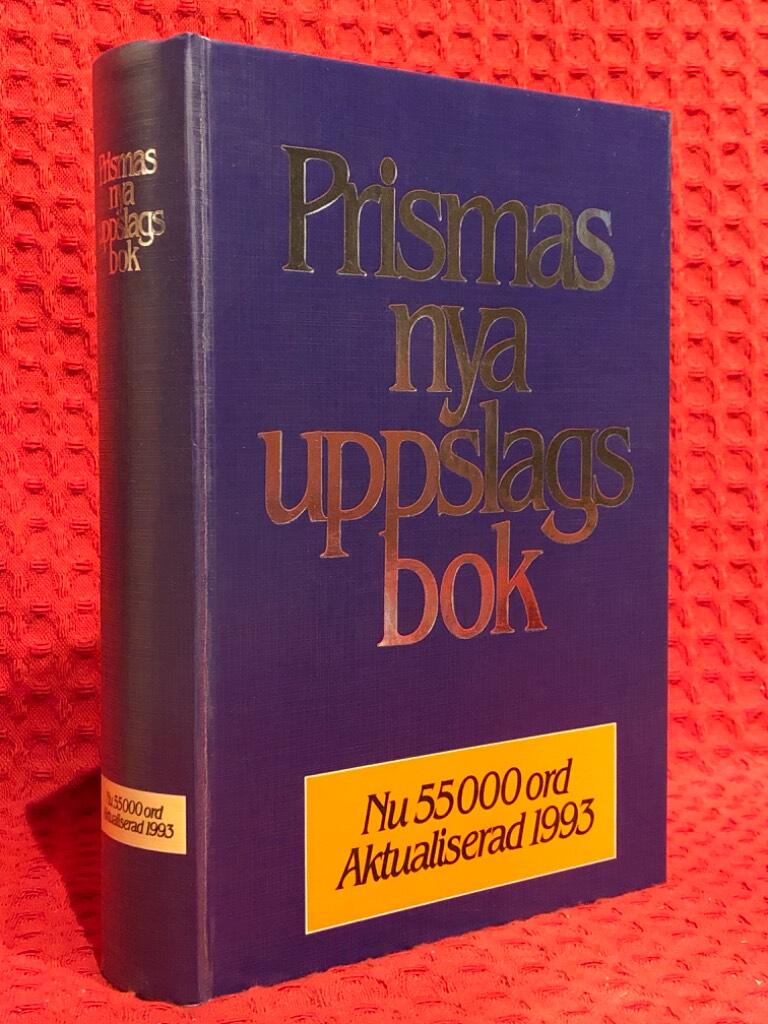 Prismas
nya
uppslags
bok
Prismas
nya
uppslags
bok
Nu 55000 ord
Aktualiserad 1993
Nu 55000 ord
Aktualiserad 1993